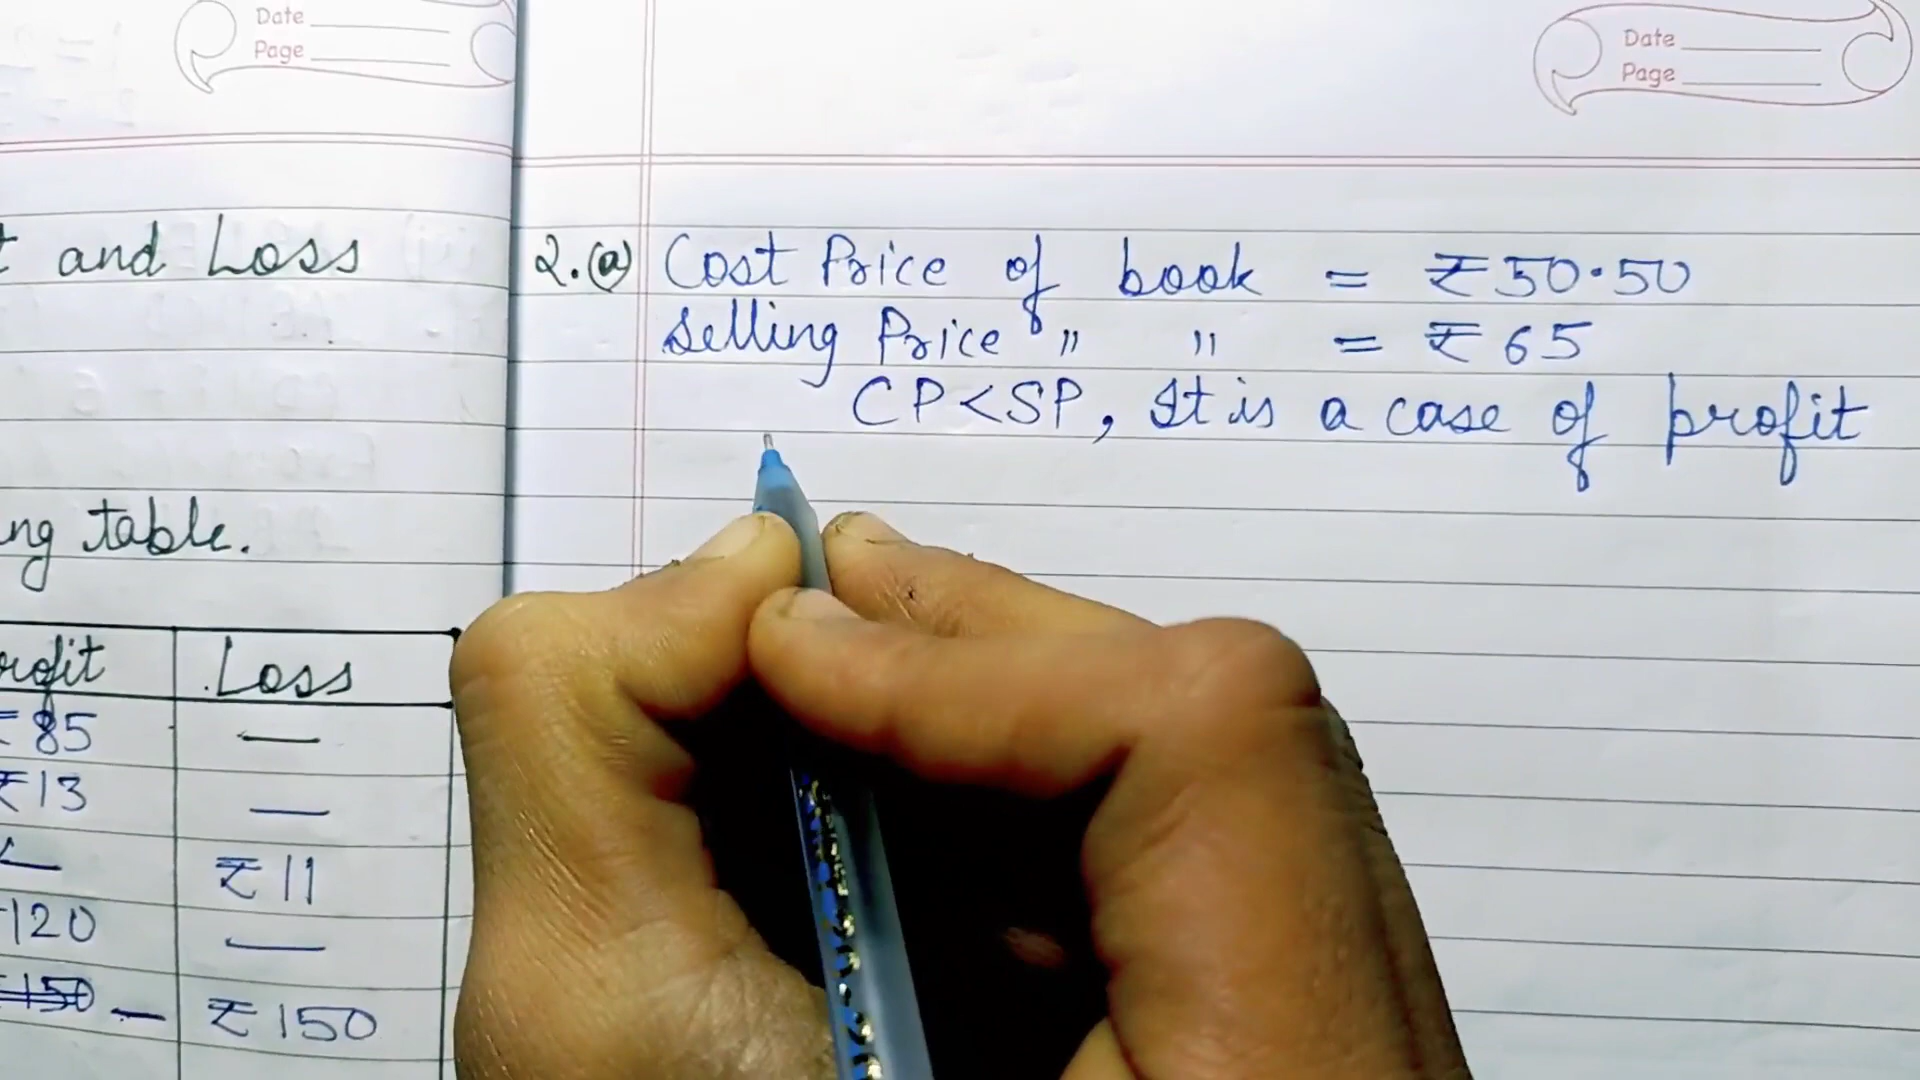 Date
Page
Date
Page
and Loss
table.
Loss
85
₹13
₹11
120
₹150
2.(a) Cost Price of book = ₹50.50
Selling Price " " = ₹65
CP<SP, It is a case of profit